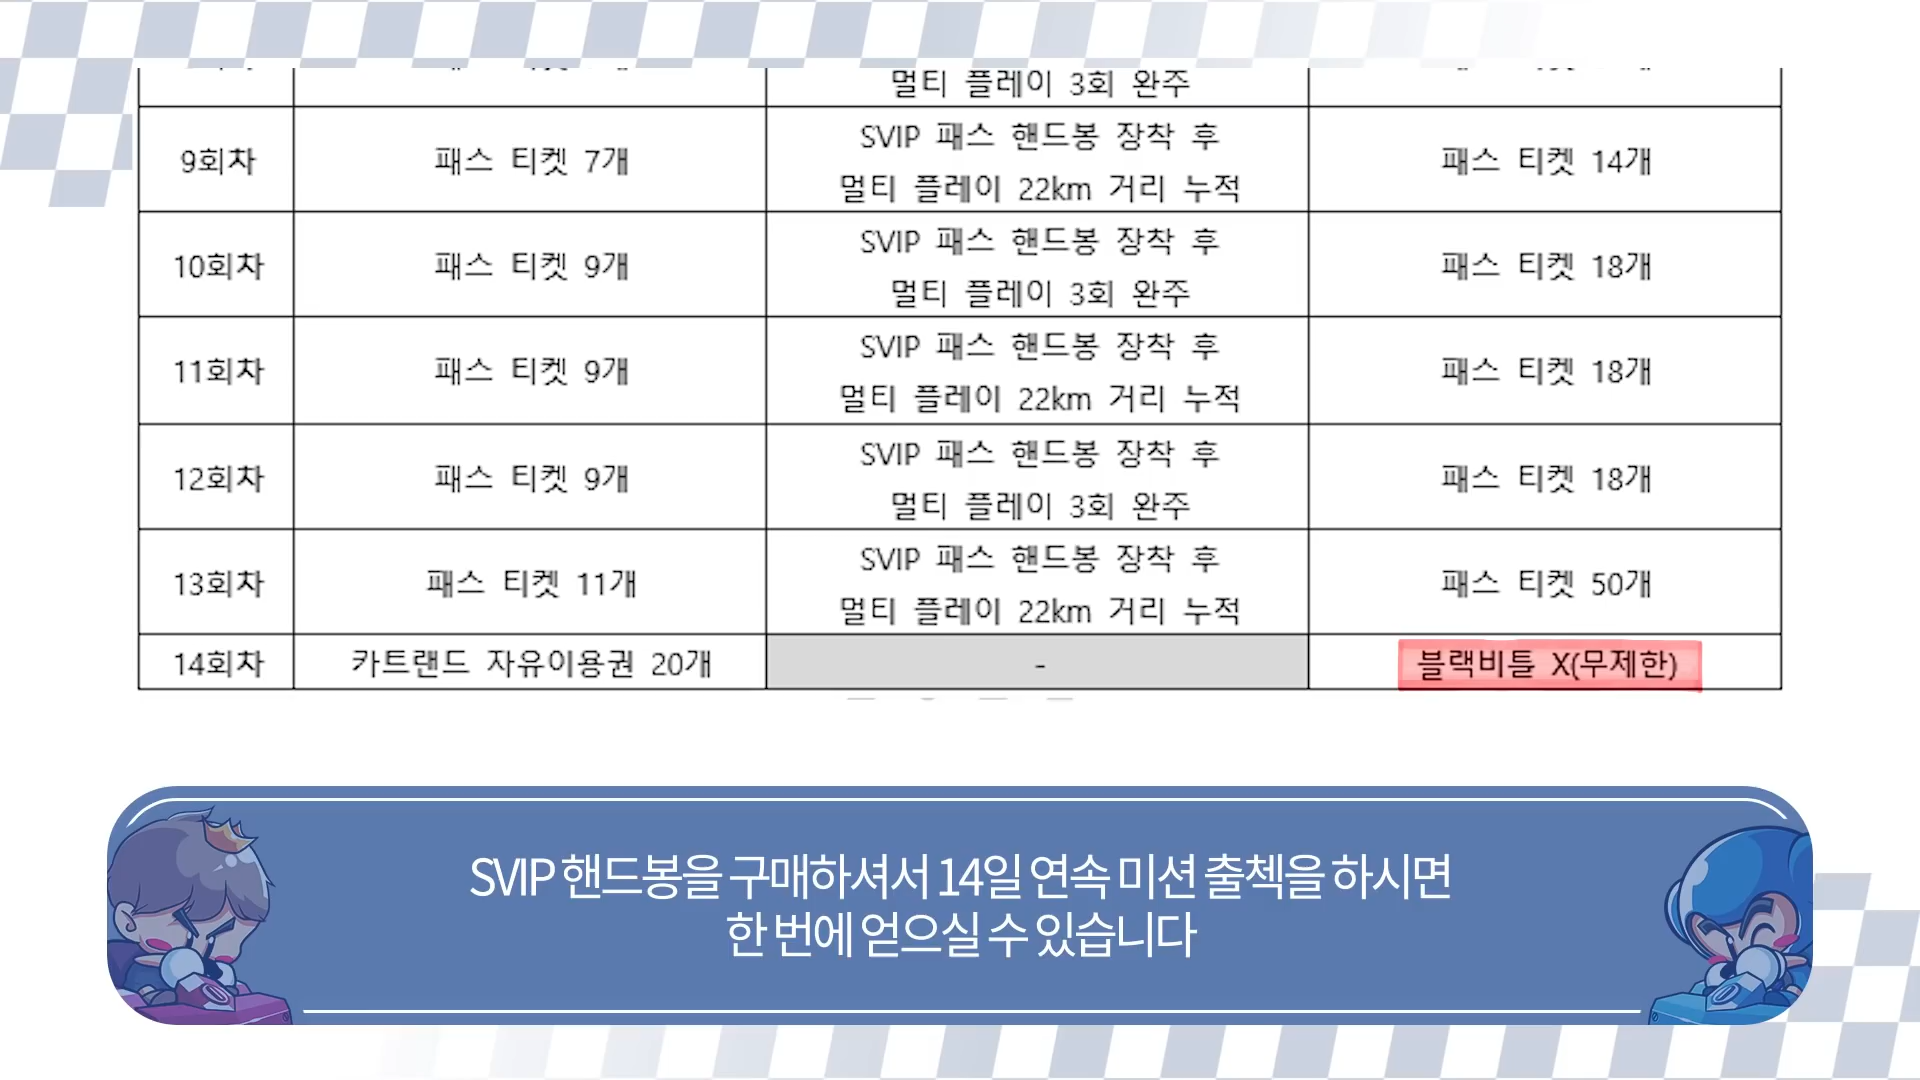 멀티 플레이 3회 완주
9회차
패스 티켓 7개
SVIP 패스 핸드봉 장착 후
멀티 플레이 22km 거리 누적
패스 티켓 14개
10회차
패스 티켓 9개
SVIP 패스 핸드봉 장착 후
멀티 플레이 3회 완주
패스 티켓 18개
11회차
패스 티켓 9개
SVIP 패스 핸드봉 장착 후
멀티 플레이 22km 거리 누적
패스 티켓 18개
12회차
패스 티켓 9개
SVIP 패스 핸드봉 장착 후
멀티 플레이 3회 완주
패스 티켓 18개
13회차
패스 티켓 11개
SVIP 패스 핸드봉 장착 후
멀티 플레이 22km 거리 누적
패스 티켓 50개
14회차
카트랜드 자유이용권 20개
-
블랙비틀 X(무제한)
SVIP 핸드봉을 구매하셔서 14일 연속 미션 출첵을 하시면
한 번에 얻으실 수 있습니다